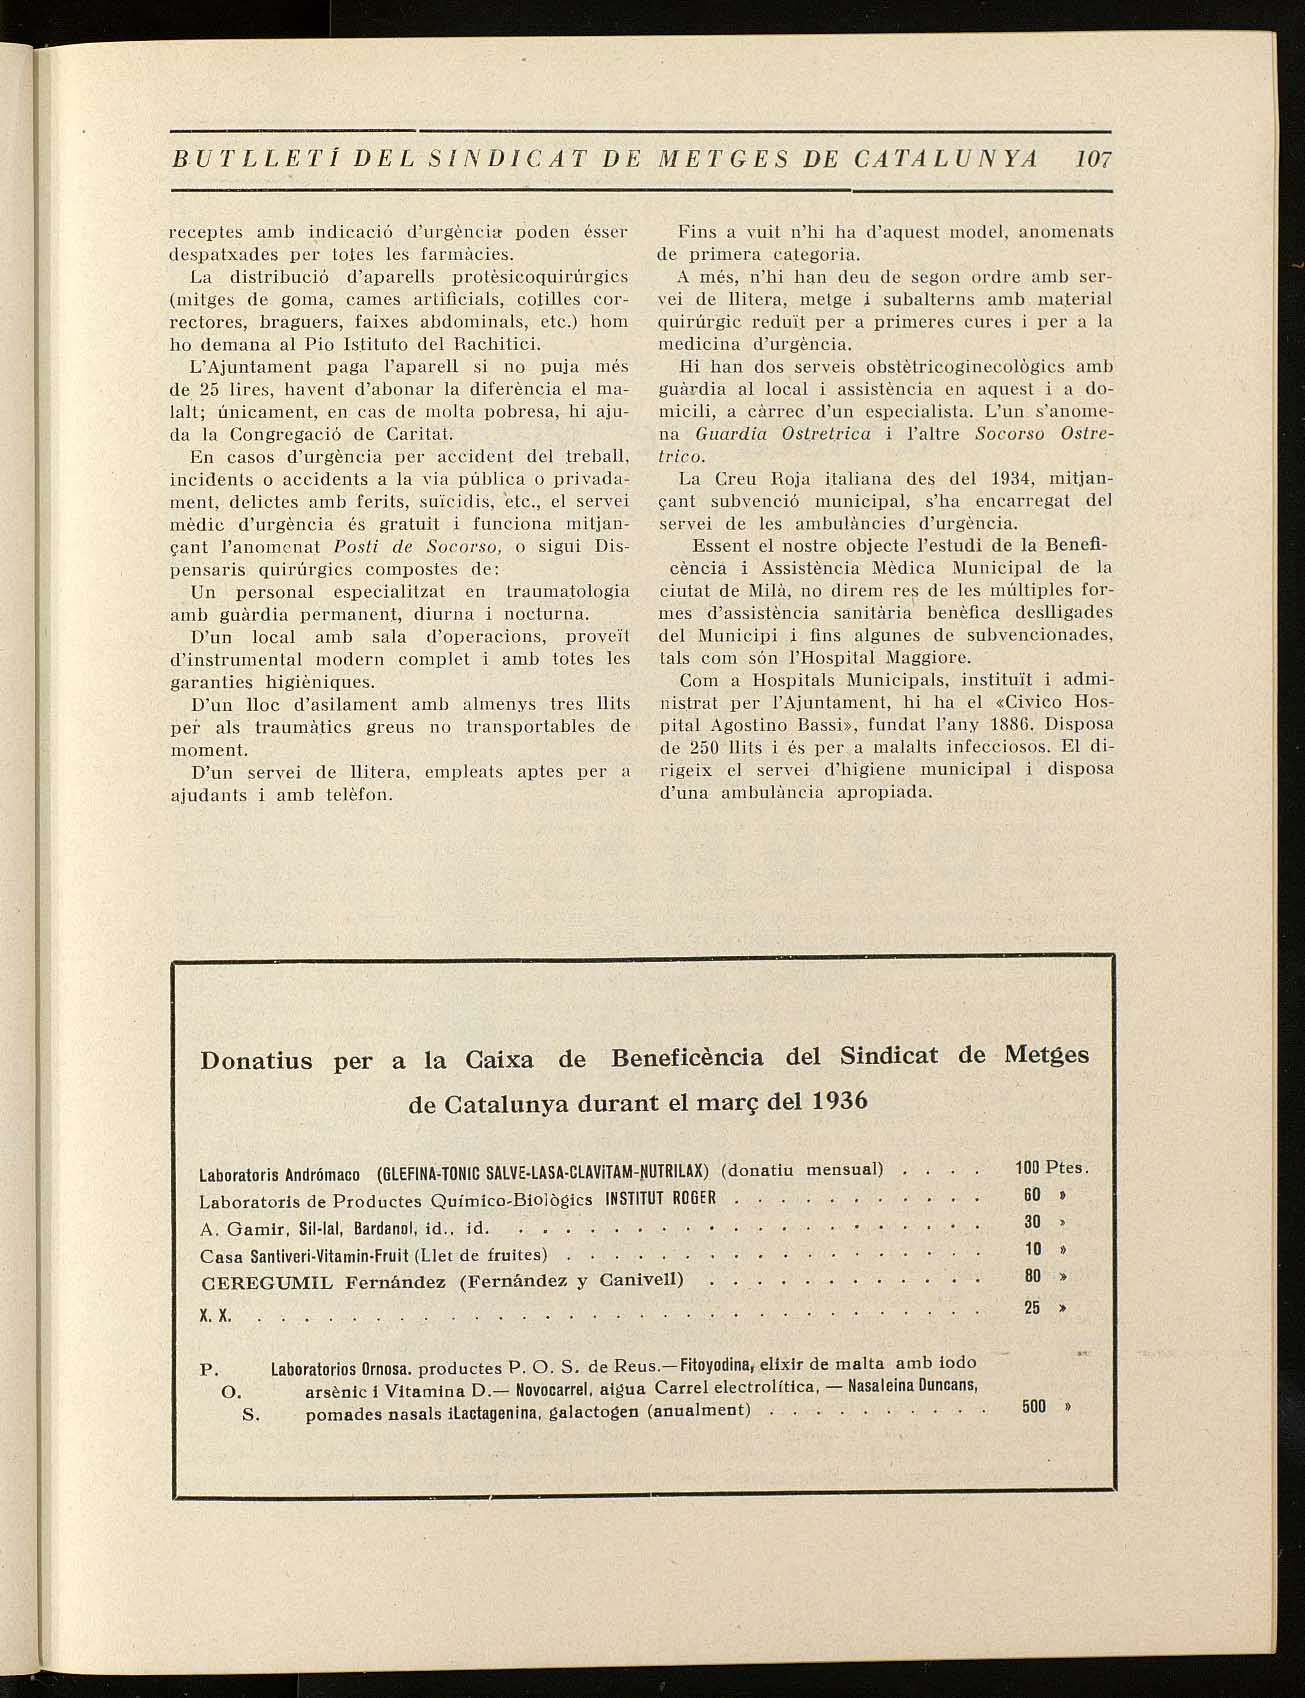 BUTLLETÍ DEL SINDICAT DE METGES DE CATALUNYA 107
receptes amb indicació d'urgència poden ésser
despatxades per totes les farmàcies.
La distribució d'aparells protèsicoquirúrgics
(mitges de goma, cames artificials, cotilles cor-
rectores, braguers, faixes abdominals, etc.) hom
ho demana al Pio Istituto del Rachitici.
L'Ajuntament paga l'aparell si no puja més
de 25 lires, havent d'abonar la diferència el ma-
lalt; únicament, en cas de molta pobresa, hi aju-
da la Congregació de Caritat.
En casos d'urgència per accident del treball,
incidents o accidents a la via pública o privada-
ment, delictes amb ferits, suïcidis, etc., el servei
mèdic d'urgència és gratuit i funciona mitjan-
çant l'anomenat Posti de Socorso, o sigui Dis-
pensaris quirúrgics compostes de:
Un personal especialitzat en traumatologia
amb guàrdia permanent, diurna i nocturna.
D'un local amb sala d'operacions, proveït
d'instrumental modern complet i amb totes les
garanties higièniques.
D'un lloc d'asilament amb almenys tres llits
per als traumàtics greus no transportables de
moment.
D'un servei de llitera, empleats aptes per a
ajudants i amb telèfon.
Fins a vuit n'hi ha d'aquest model, anomenats
de primera categoria.
A més, n'hi han deu de segon ordre amb ser-
vei de llitera, metge i subalterns amb material
quirúrgic reduït per a primeres cures i per a la
medicina d'urgència.
Hi han dos serveis obstètricoginecològics amb
guàrdia al local i assistència en aquest i a do-
micili, a càrrec d'un especialista. L'un s'anome-
na Guardia Ostretrica i l'altre Socorso Ostre-
trico.
La Creu Roja italiana des del 1934, mitjan-
çant subvenció municipal, s'ha encarregat del
servei de les ambulàncies d'urgència.
Essent el nostre objecte l'estudi de la Benefi-
cència i Assistència Mèdica Municipal de la
ciutat de Milà, no direm res de les múltiples for-
mes d'assistència sanitària benèfica deslligades
del Municipi i fins algunes de subvencionades,
tals com són l'Hospital Maggiore.
Com a Hospitals Municipals, instituït i admi-
nistrat per l'Ajuntament, hi ha el «Civico Hos-
pital Agostino Bassi», fundat l'any 1886. Disposa
de 250 llits i és per a malalts infecciosos. El di-
rigeix el servei d'higiene municipal i disposa
d'una ambulància apropiada.
Donatius per a la Caixa de Beneficència del Sindicat de Metges
de Catalunya durant el març del 1936
Laboratoris Andrómaco (GLEFINA-TONIC SALVE-LASA-CLAViTAM-NUTRILAX) (donatiu mensual) . . . . 100 Ptes.
Laboratoris de Productes Químico-Biològics INSTITUT ROGER . . . . . . . . . . . 60 »
A. Gamir, Sil-lal, Bardanol, id., id. . . . . . . . . . . . . . . . . . . . . 30 »
Casa Santiveri-Vitamin-Fruit (Llet de fruites) . . . . . . . . . . . . . . . . . . 10 »
CEREGUMIL Fernández (Fernández y Canivell) . . . . . . . . . . . . 80 »
X. X. . . . . . . . . . . . . . . . . . . . . . . . . . . . . . . . 25 »
P. Laboratorios Ornosa. productes P. O. S. de Reus.—Fitoyodina, elixir de malta amb iodo
O. arsènic i Vitamina D.— Novocarrel, aigua Carrel electrolítica, — Nasaleina Duncans,
S. pomades nasals iLactagenina, galactogen (anualment) . . . . . . . . . . 500 »